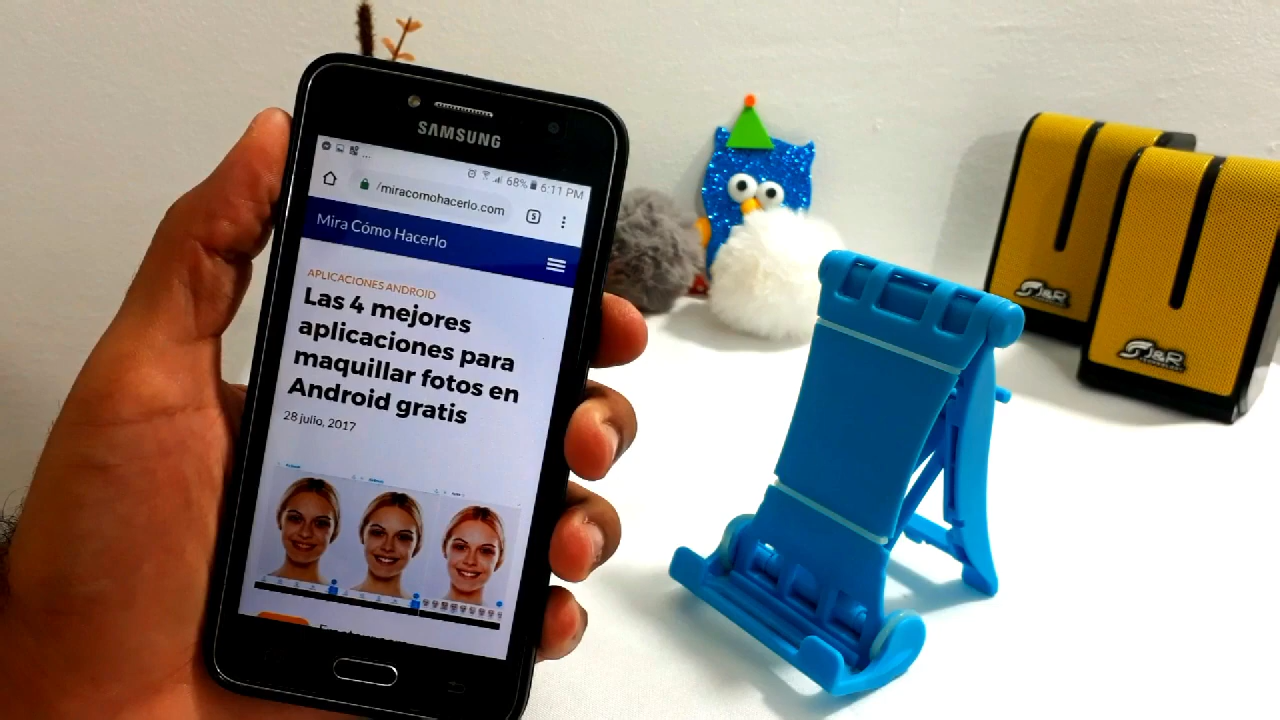 SAMSUNG
68% 6:11 PM
/miracomohacerlo.com
5
Mira Cómo Hacerlo
APLICACIONES ANDROID
Las 4 mejores
aplicaciones para
maquillar fotos en
Android gratis
28 julio, 2017
J&R
J&R